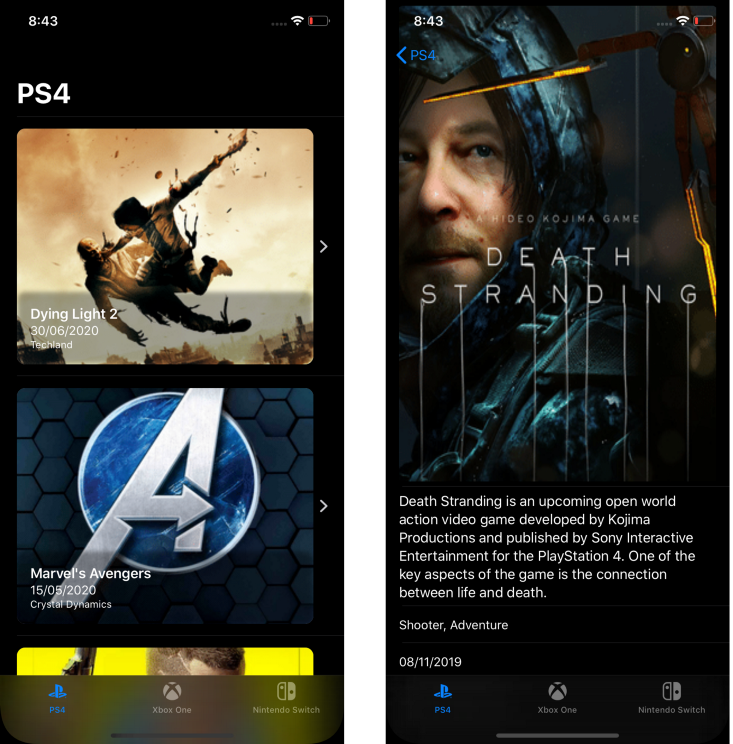 8:43
PS4
Dying Light 2
30/06/2020
Techland
Marvel's Avengers
15/05/2020
Crystal Dynamics
PS4
Xbox One
Nintendo Switch
8:43
PS4
A HIDEO KOJIMA GAME
DEATH
STRANDING
Death Stranding is an upcoming open world
action video game developed by Kojima
Productions and published by Sony Interactive
Entertainment for the PlayStation 4. One of the
key aspects of the game is the connection
between life and death.
Shooter, Adventure
08/11/2019
PS4
Xbox One
Nintendo Switch